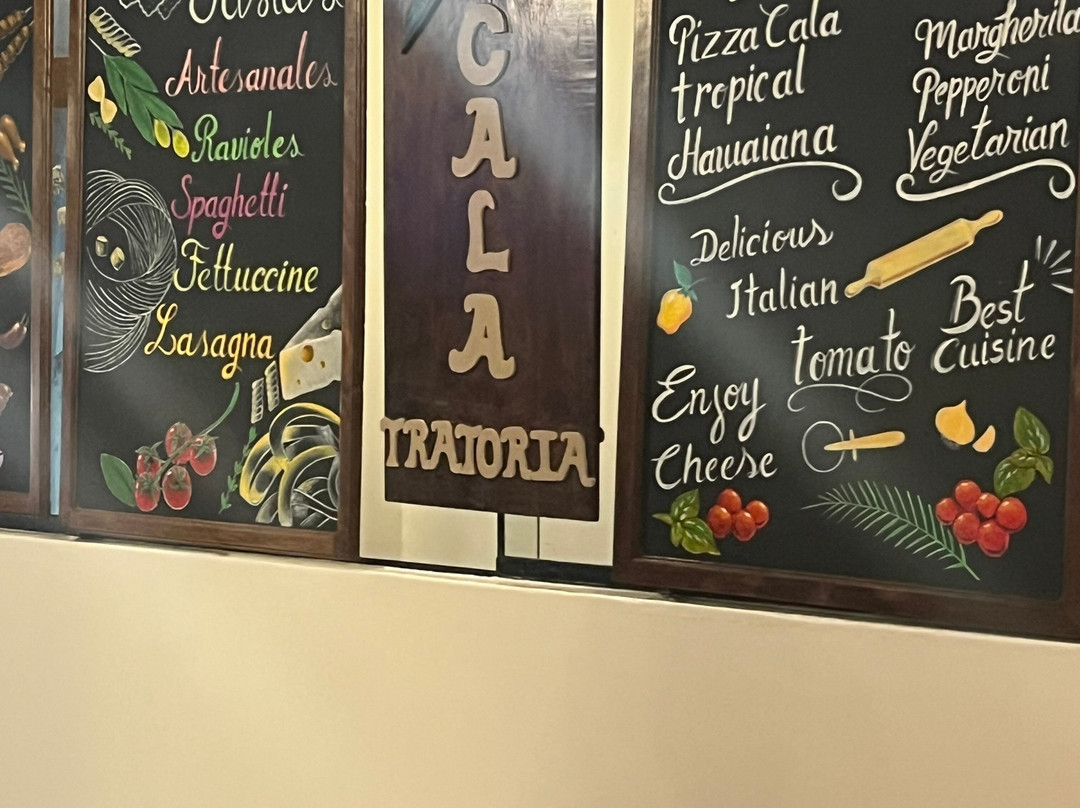 Artesanales
Ravioles
Spaghetti
Fettuccine
Lasagna
CALA
TRATORIA
Pizza Cala
tropical
Hawaiana
Margherita
Pepperoni
Vegetarian
Delicious
Italian
tomato
Best
Cuisine
Enjoy
Cheese